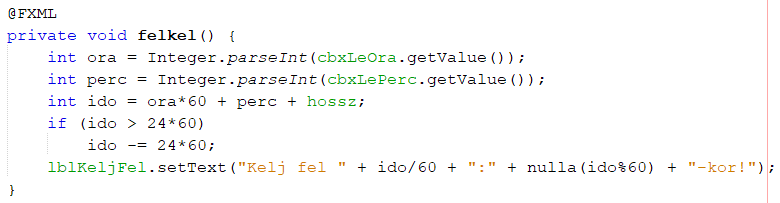 @FXML
private void felkel() {
    int ora = Integer.parseInt(cbxLeOra.getValue());
    int perc = Integer.parseInt(cbxLePerc.getValue());
    int ido = ora*60 + perc + hossz;
    if (ido > 24*60)
        ido -= 24*60;
    lblKeljFel.setText("Kelj fel " + ido/60 + ":" + nulla(ido%60) + "-kor!");
}